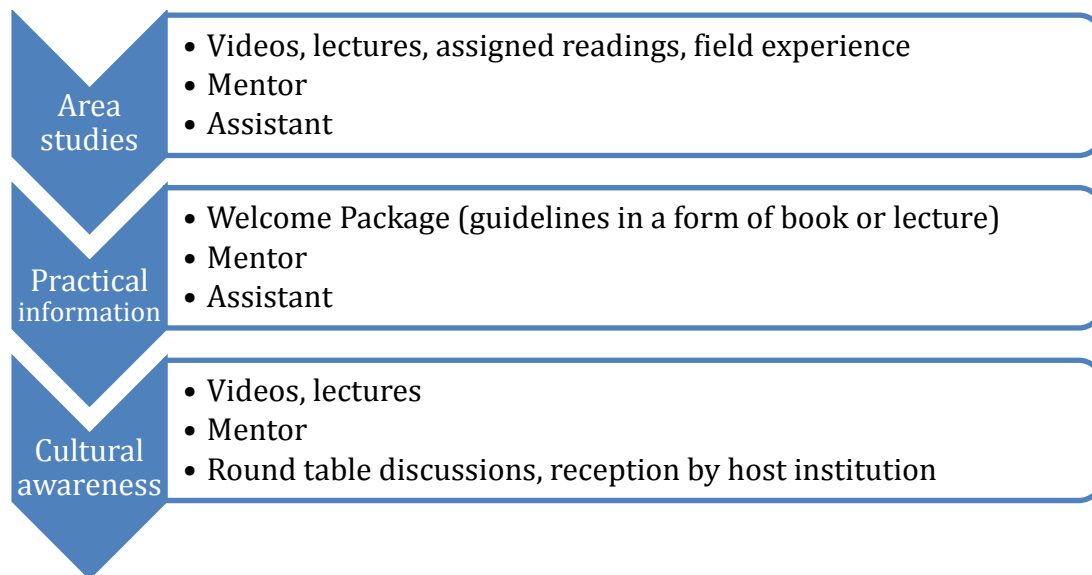 Area
studies
• Videos, lectures, assigned readings, field experience
• Mentor
• Assistant
Practical
information
• Welcome Package (guidelines in a form of book or lecture)
• Mentor
• Assistant
Cultural
awareness
• Videos, lectures
• Mentor
• Round table discussions, reception by host institution